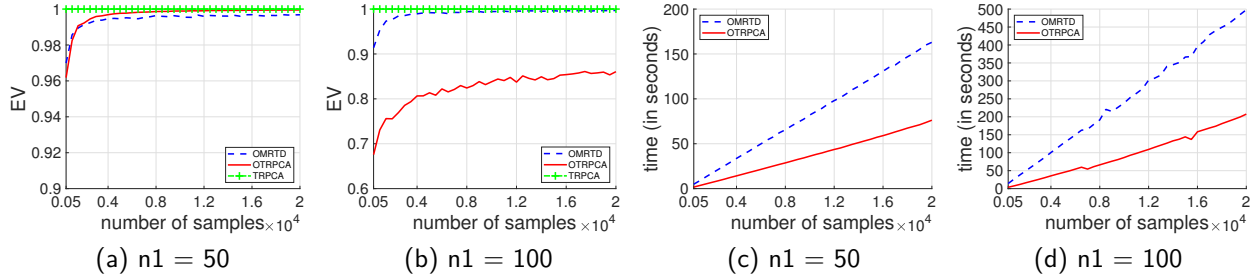 1
0.98
0.96
0.94
0.92
0.9
EV
OMRTD
OTRPCA
TRPCA
0.05 0.4 0.8 1.2 1.6 2
number of samples ×10^4
(a) n1 = 50
1
0.9
0.8
0.7
0.6
EV
OMRTD
OTRPCA
TRPCA
0.05 0.4 0.8 1.2 1.6 2
number of samples ×10^4
(b) n1 = 100
200
150
100
50
0
time (in seconds)
OMRTD
OTRPCA
0.05 0.4 0.8 1.2 1.6 2
number of samples ×10^4
(c) n1 = 50
500
450
400
350
300
250
200
150
100
50
0
time (in seconds)
OMRTD
OTRPCA
0.05 0.4 0.8 1.2 1.6 2
number of samples ×10^4
(d) n1 = 100